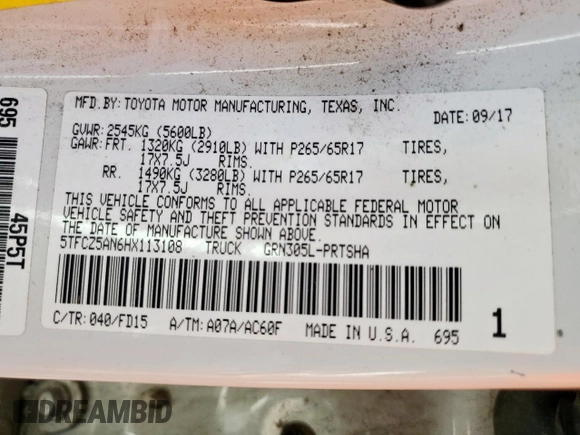 MFD.BY: TOYOTA MOTOR MANUFACTURING, TEXAS, INC.
DATE: 09/17
GVWR: 2545KG (5600LB)
GAWR: FRT. 1320KG (2910LB) WITH P265/65R17 TIRES,
17X7.5J RIMS.
RR. 1490KG (3280LB) WITH P265/65R17 TIRES,
17X7.5J RIMS.
THIS VEHICLE CONFORMS TO ALL APPLICABLE FEDERAL MOTOR
VEHICLE SAFETY AND THEFT PREVENTION STANDARDS IN EFFECT ON
THE DATE OF MANUFACTURE SHOWN ABOVE.
5TFCZ5AN6HX113108 TRUCK GRN305L-PRTSHA
C/TR: 040/FD15 A/TM: A07A/AC60F MADE IN U.S.A. 695 1
695 45P5T
DREAMBID